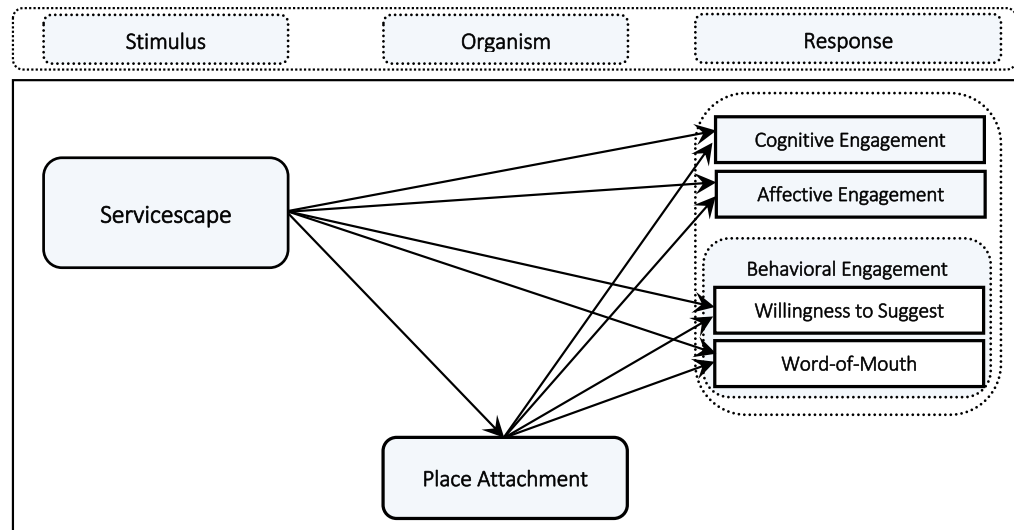 Stimulus
Organism
Response
Cognitive Engagement
Servicescape
Affective Engagement
Behavioral Engagement
Willingness to Suggest
Word-of-Mouth
Place Attachment